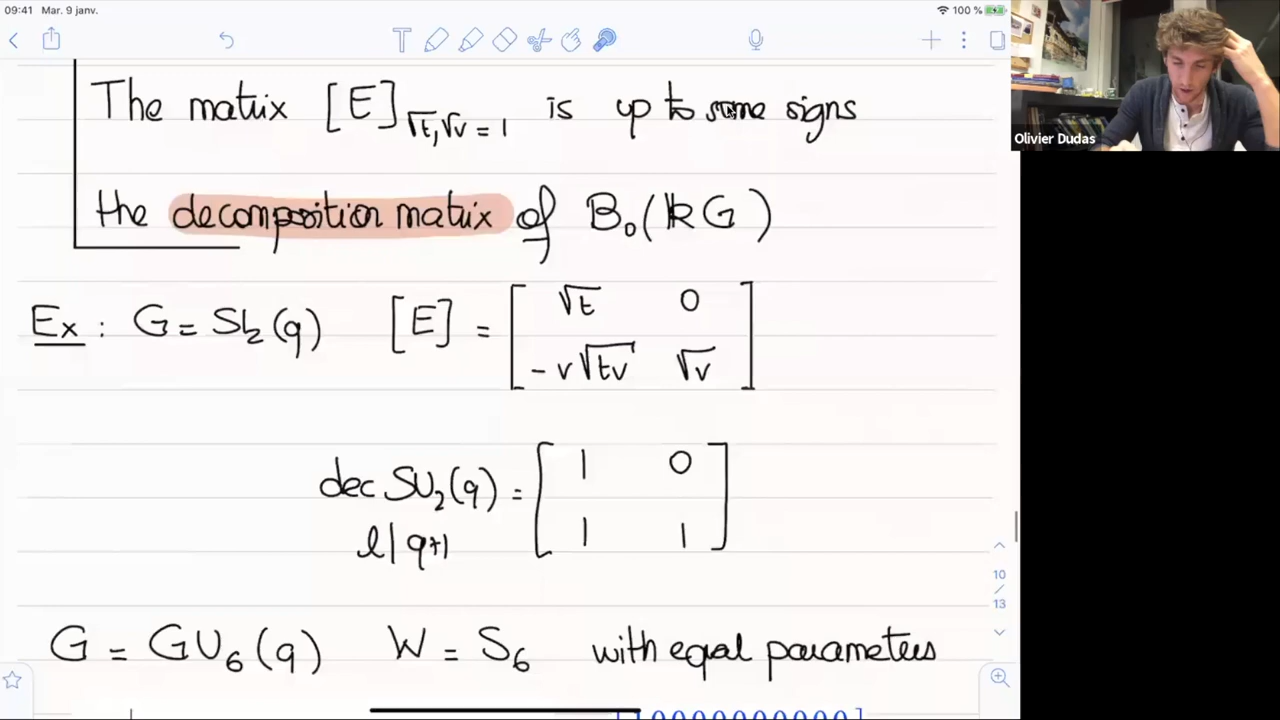 09:41 Mar. 9 janv.
100 %
The matrix [E]√t,√v = 1 is up to some signs
the decomposition matrix of B₀(kG)
Olivier Dudas
Ex : G = SL₂(q) [E] = [ √t 0
-v√tv √v ]
dec SU₂(q) = [ 1 0
l | q+1 1 1 ]
10 / 13
G = GU₆(q) W = S₆ with equal parameters